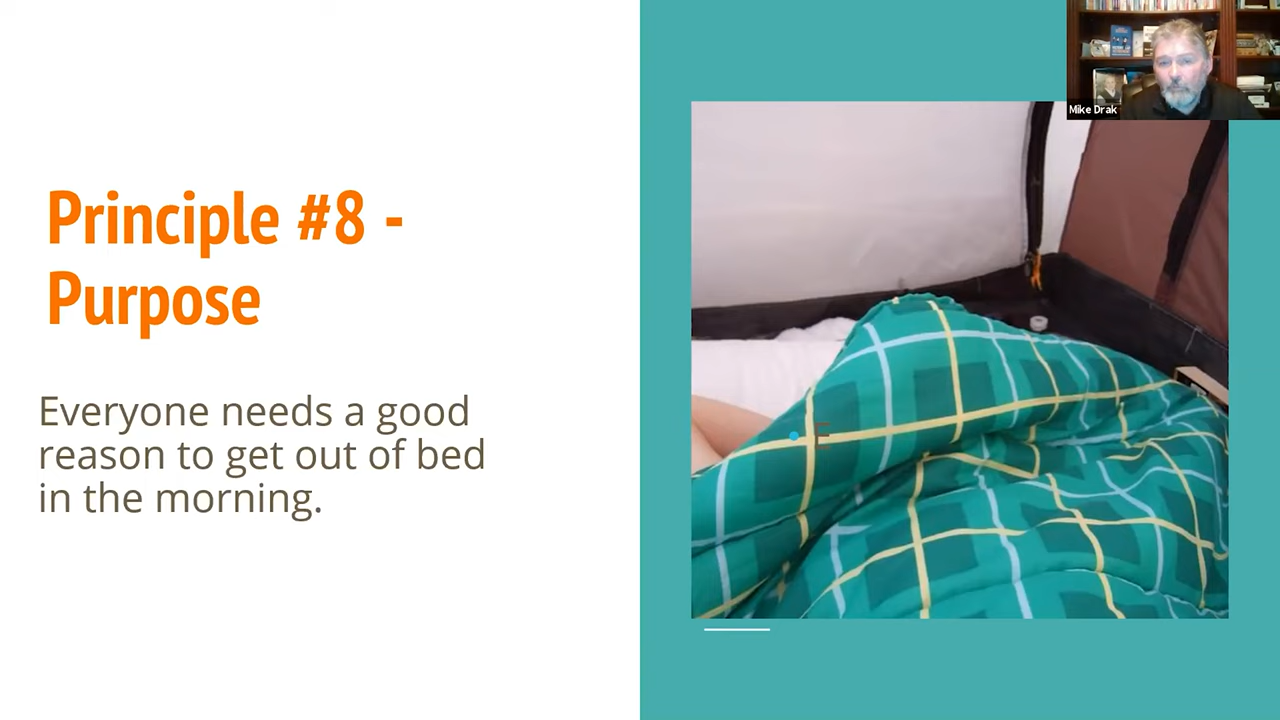 Principle #8 -
Purpose
Everyone needs a good
reason to get out of bed
in the morning.
Mike Drak